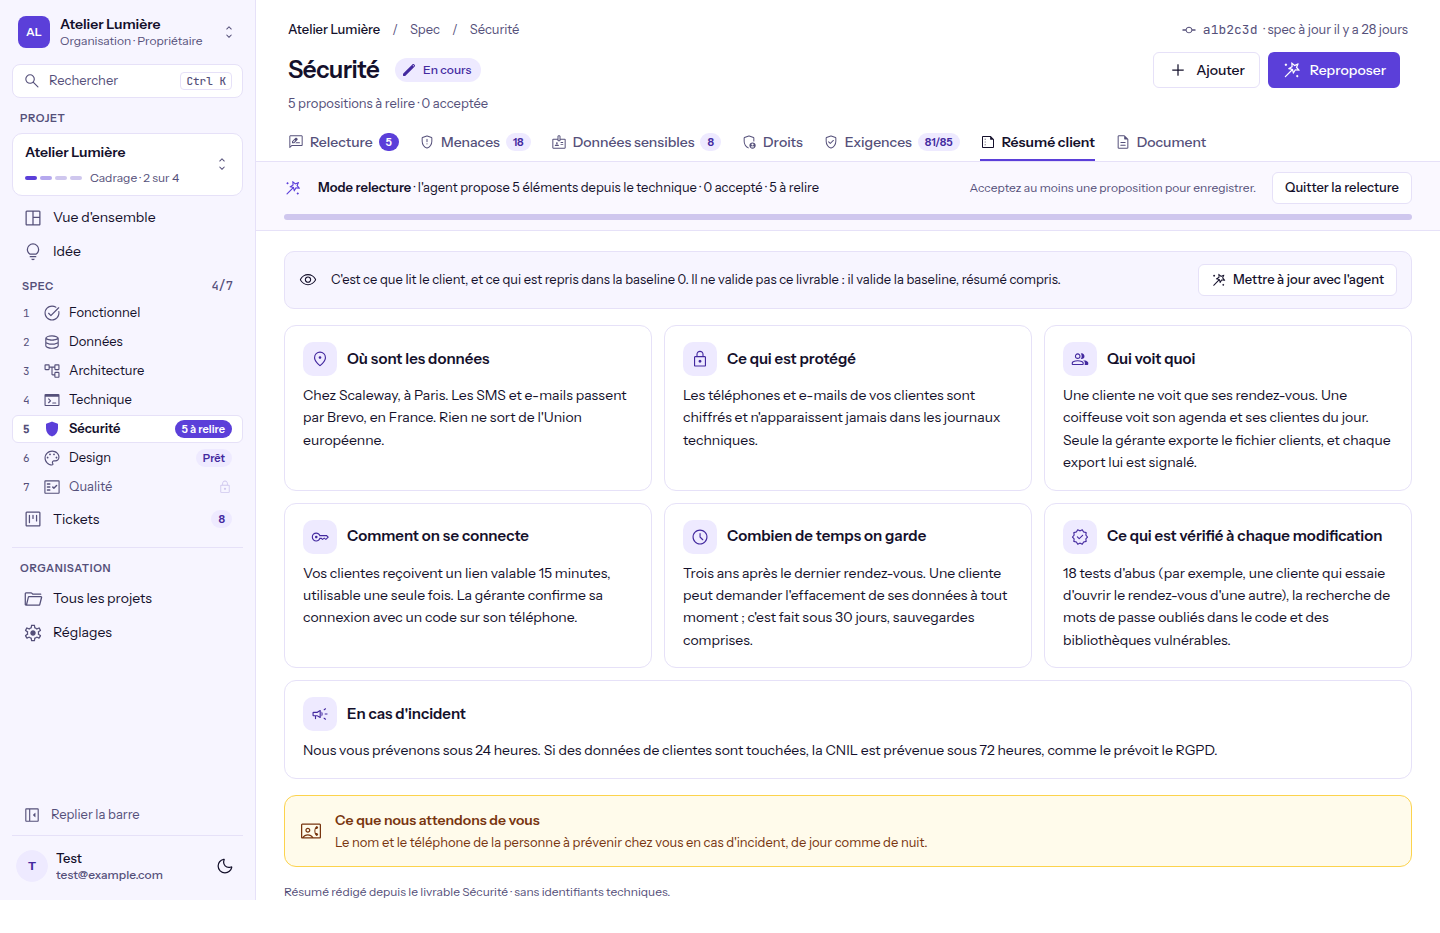 AL
Atelier Lumière
Organisation · Propriétaire
Rechercher
Ctrl K
PROJET
Atelier Lumière
Cadrage · 2 sur 4
Vue d'ensemble
Idée
SPEC 4/7
1 Fonctionnel
2 Données
3 Architecture
4 Technique
5 Sécurité 5 à relire
6 Design Prêt
7 Qualité
Tickets 8
ORGANISATION
Tous les projets
Réglages
Replier la barre
T
Test
test@example.com
Atelier Lumière / Spec / Sécurité
a1b2c3d · spec à jour il y a 28 jours
Sécurité
En cours
Ajouter
Reproposer
5 propositions à relire · 0 acceptée
Relecture 5 Menaces 18 Données sensibles 8 Droits Exigences 81/85 Résumé client Document
Mode relecture · l'agent propose 5 éléments depuis le technique · 0 accepté · 5 à relire
Acceptez au moins une proposition pour enregistrer.
Quitter la relecture
C'est ce que lit le client, et ce qui est repris dans la baseline 0. Il ne valide pas ce livrable : il valide la baseline, résumé compris.
Mettre à jour avec l'agent
Où sont les données
Chez Scaleway, à Paris. Les SMS et e-mails passent
par Brevo, en France. Rien ne sort de l'Union
européenne.
Ce qui est protégé
Les téléphones et e-mails de vos clientes sont
chiffrés et n'apparaissent jamais dans les journaux
techniques.
Qui voit quoi
Une cliente ne voit que ses rendez-vous. Une
coiffeuse voit son agenda et ses clientes du jour.
Seule la gérante exporte le fichier clients, et chaque
export lui est signalé.
Comment on se connecte
Vos clientes reçoivent un lien valable 15 minutes,
utilisable une seule fois. La gérante confirme sa
connexion avec un code sur son téléphone.
Combien de temps on garde
Trois ans après le dernier rendez-vous. Une cliente
peut demander l'effacement de ses données à tout
moment ; c'est fait sous 30 jours, sauvegardes
comprises.
Ce qui est vérifié à chaque modification
18 tests d'abus (par exemple, une cliente qui essaie
d'ouvrir le rendez-vous d'une autre), la recherche de
mots de passe oubliés dans le code et des
bibliothèques vulnérables.
En cas d'incident
Nous vous prévenons sous 24 heures. Si des données de clientes sont touchées, la CNIL est prévenue sous 72 heures, comme le prévoit le RGPD.
Ce que nous attendons de vous
Le nom et le téléphone de la personne à prévenir chez vous en cas d'incident, de jour comme de nuit.
Résumé rédigé depuis le livrable Sécurité · sans identifiants techniques.